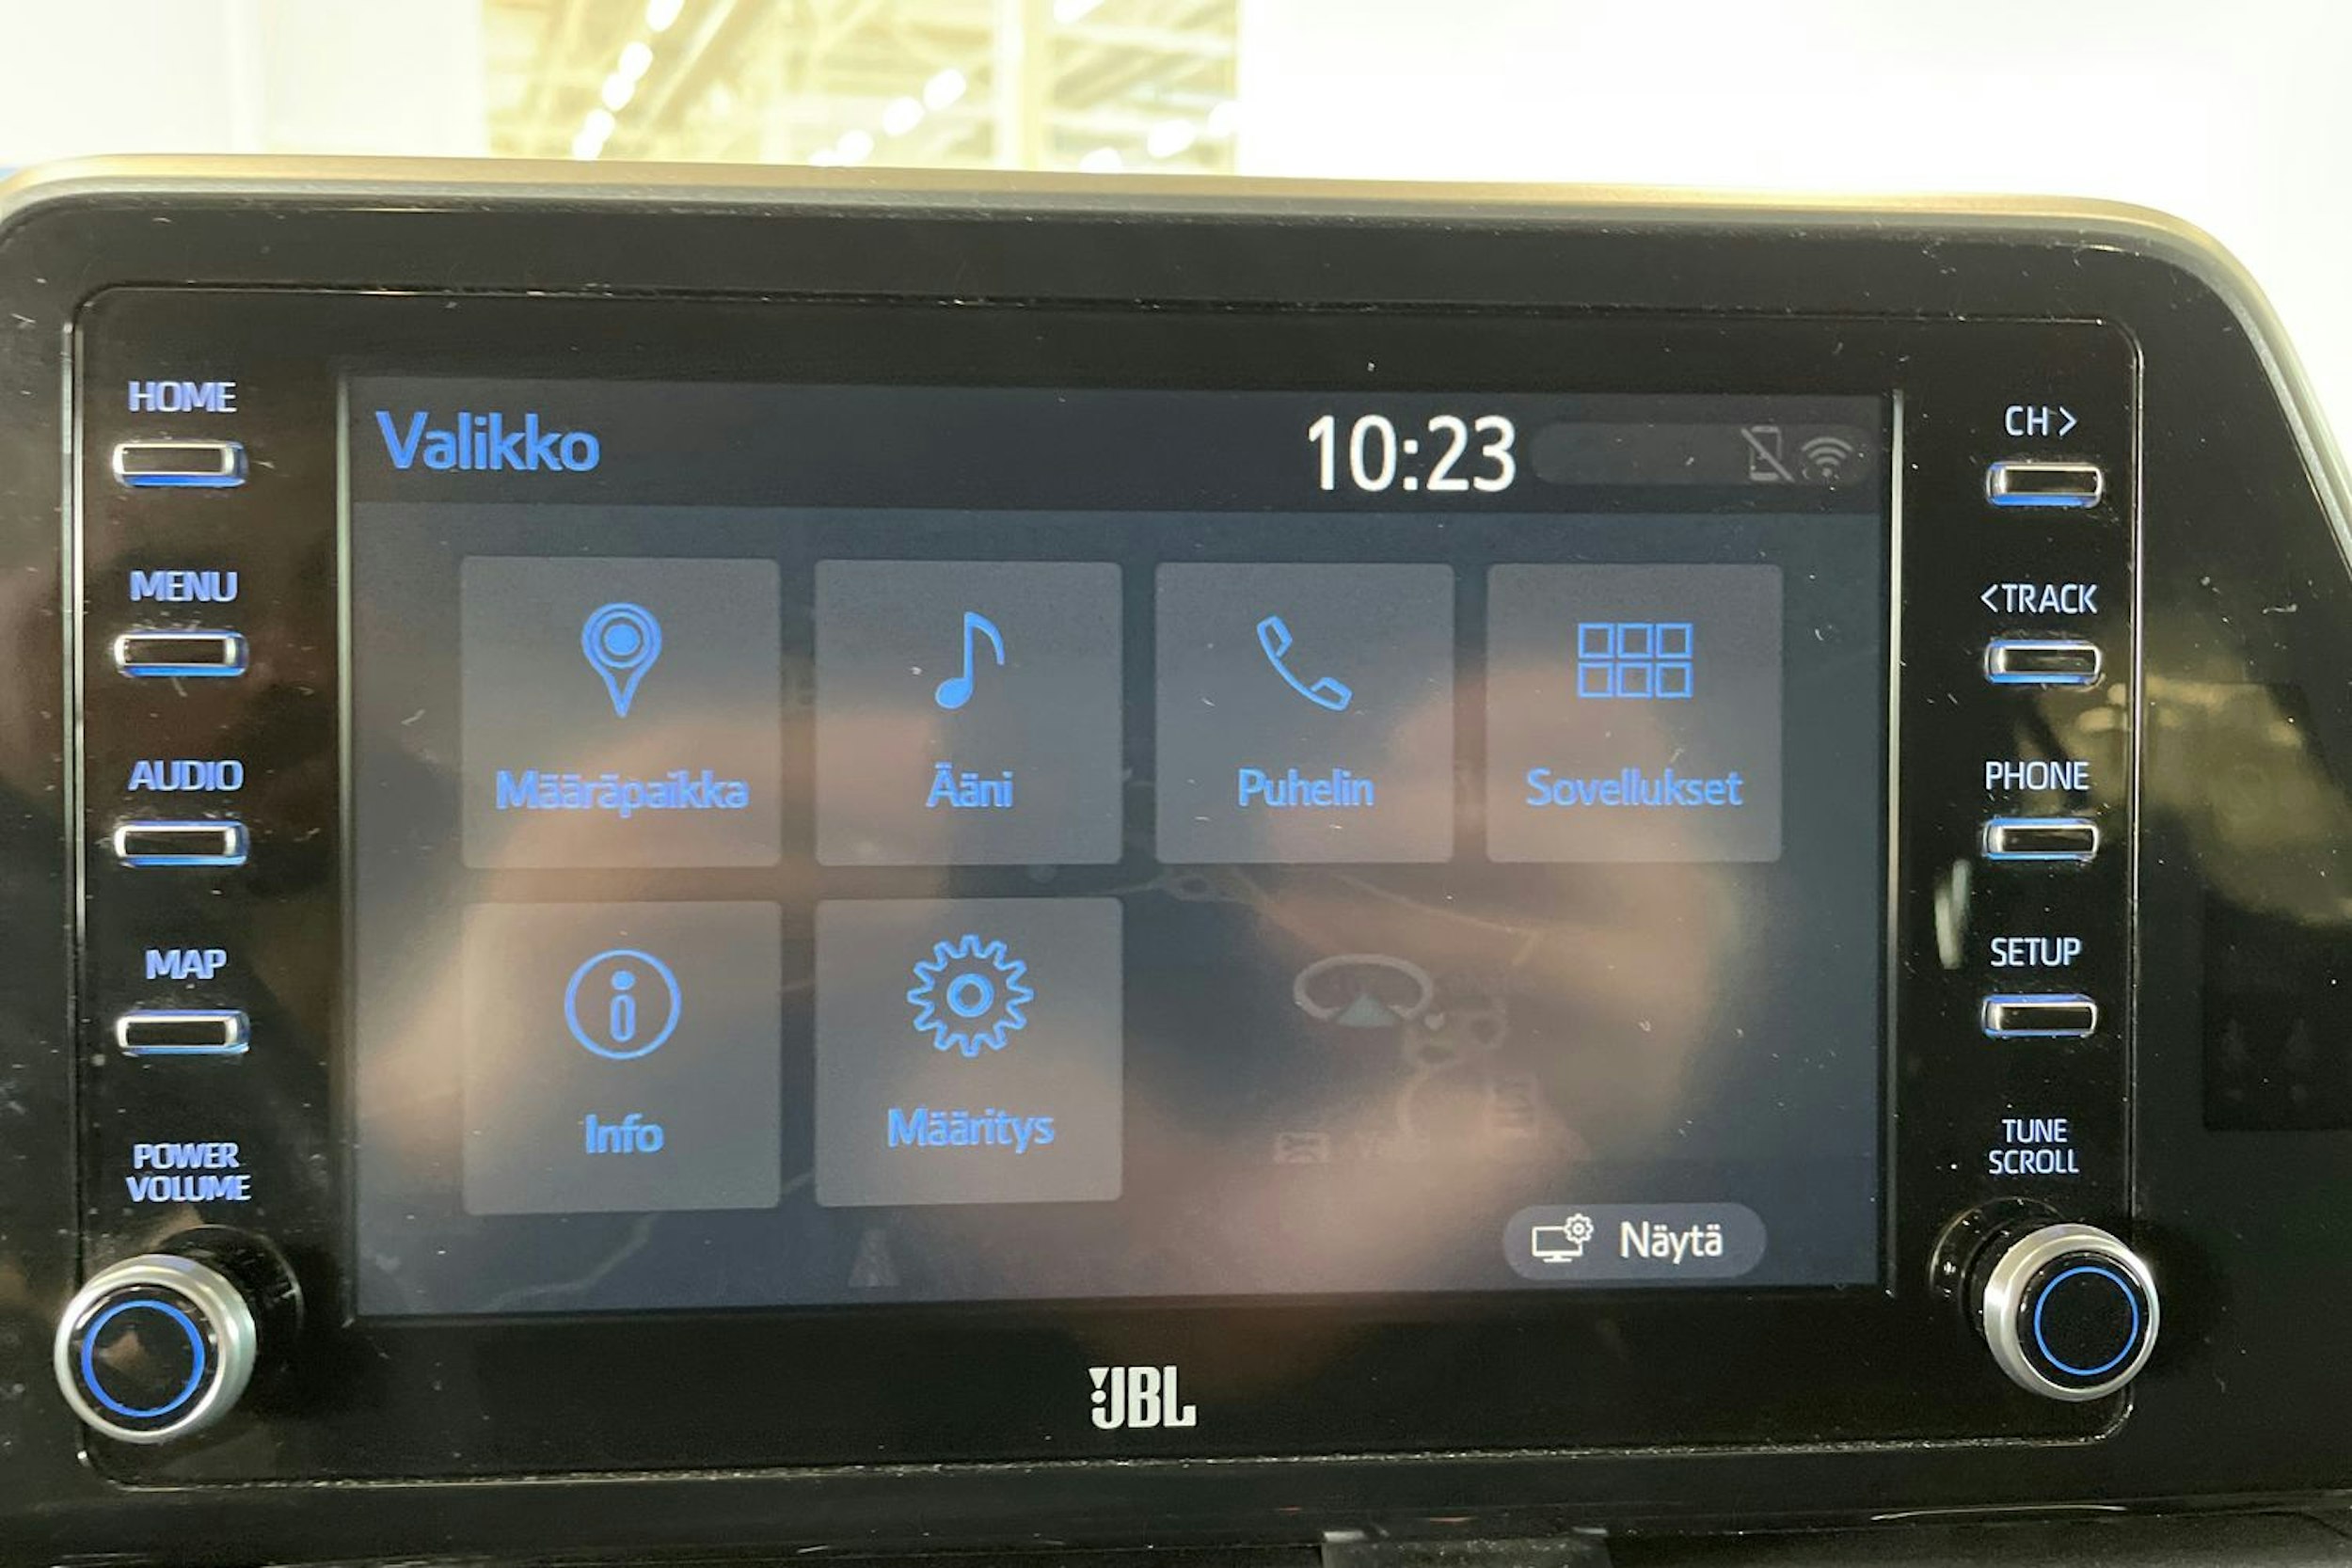 HOME
MENU
AUDIO
MAP
POWER
VOLUME
Valikko
10:23
Määräpaikka
Ääni
Puhelin
Sovellukset
Info
Määritys
Näytä
JBL
CH>
<TRACK
PHONE
SETUP
TUNE
SCROLL